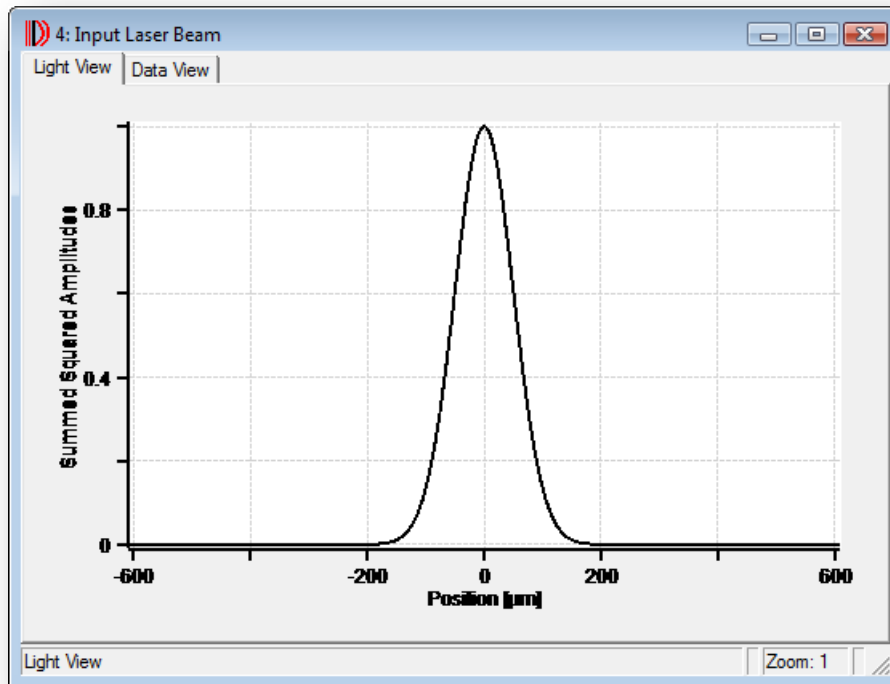 4: Input Laser Beam
Light View Data View
Summed Squared Amplitudes
0.8
0.4
0
-600 -200 0 200 600
Position [µm]
Light View Zoom: 1